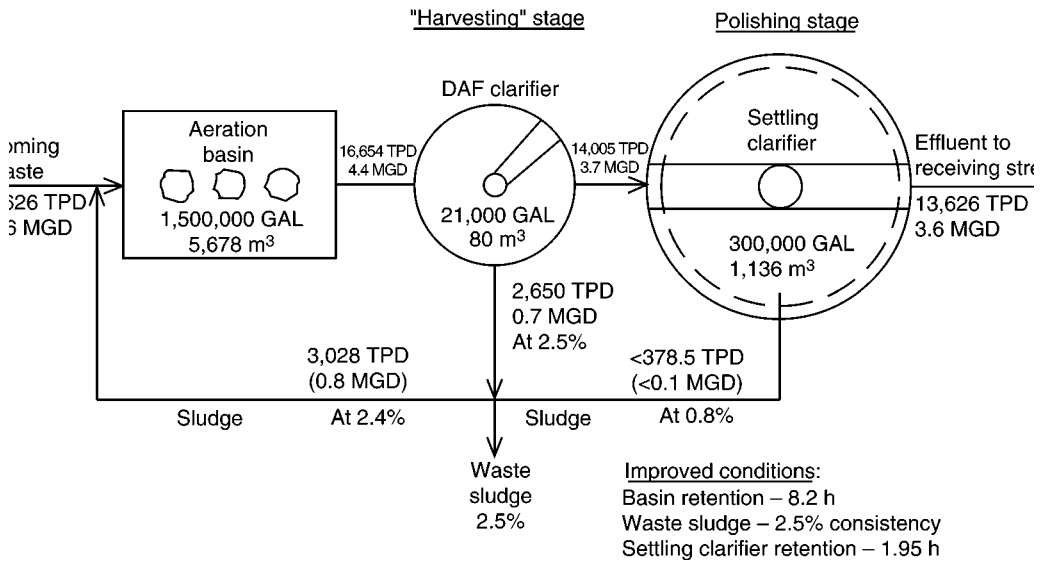 "Harvesting" stage
Polishing stage
DAF clarifier
Aeration
basin
1,500,000 GAL
5,678 m³
16,654 TPD
4.4 MGD
21,000 GAL
80 m³
14,005 TPD
3.7 MGD
Settling
clarifier
300,000 GAL
1,136 m³
Effluent to
receiving
13,626 TPD
3.6 MGD
MGD
2,650 TPD
0.7 MGD
At 2.5%
3,028 TPD
(0.8 MGD)
Sludge At 2.4%
<378.5 TPD
(<0.1 MGD)
Sludge At 0.8%
Waste
sludge
2.5%
Improved conditions:
Basin retention – 8.2 h
Waste sludge – 2.5% consistency
Settling clarifier retention – 1.95 h